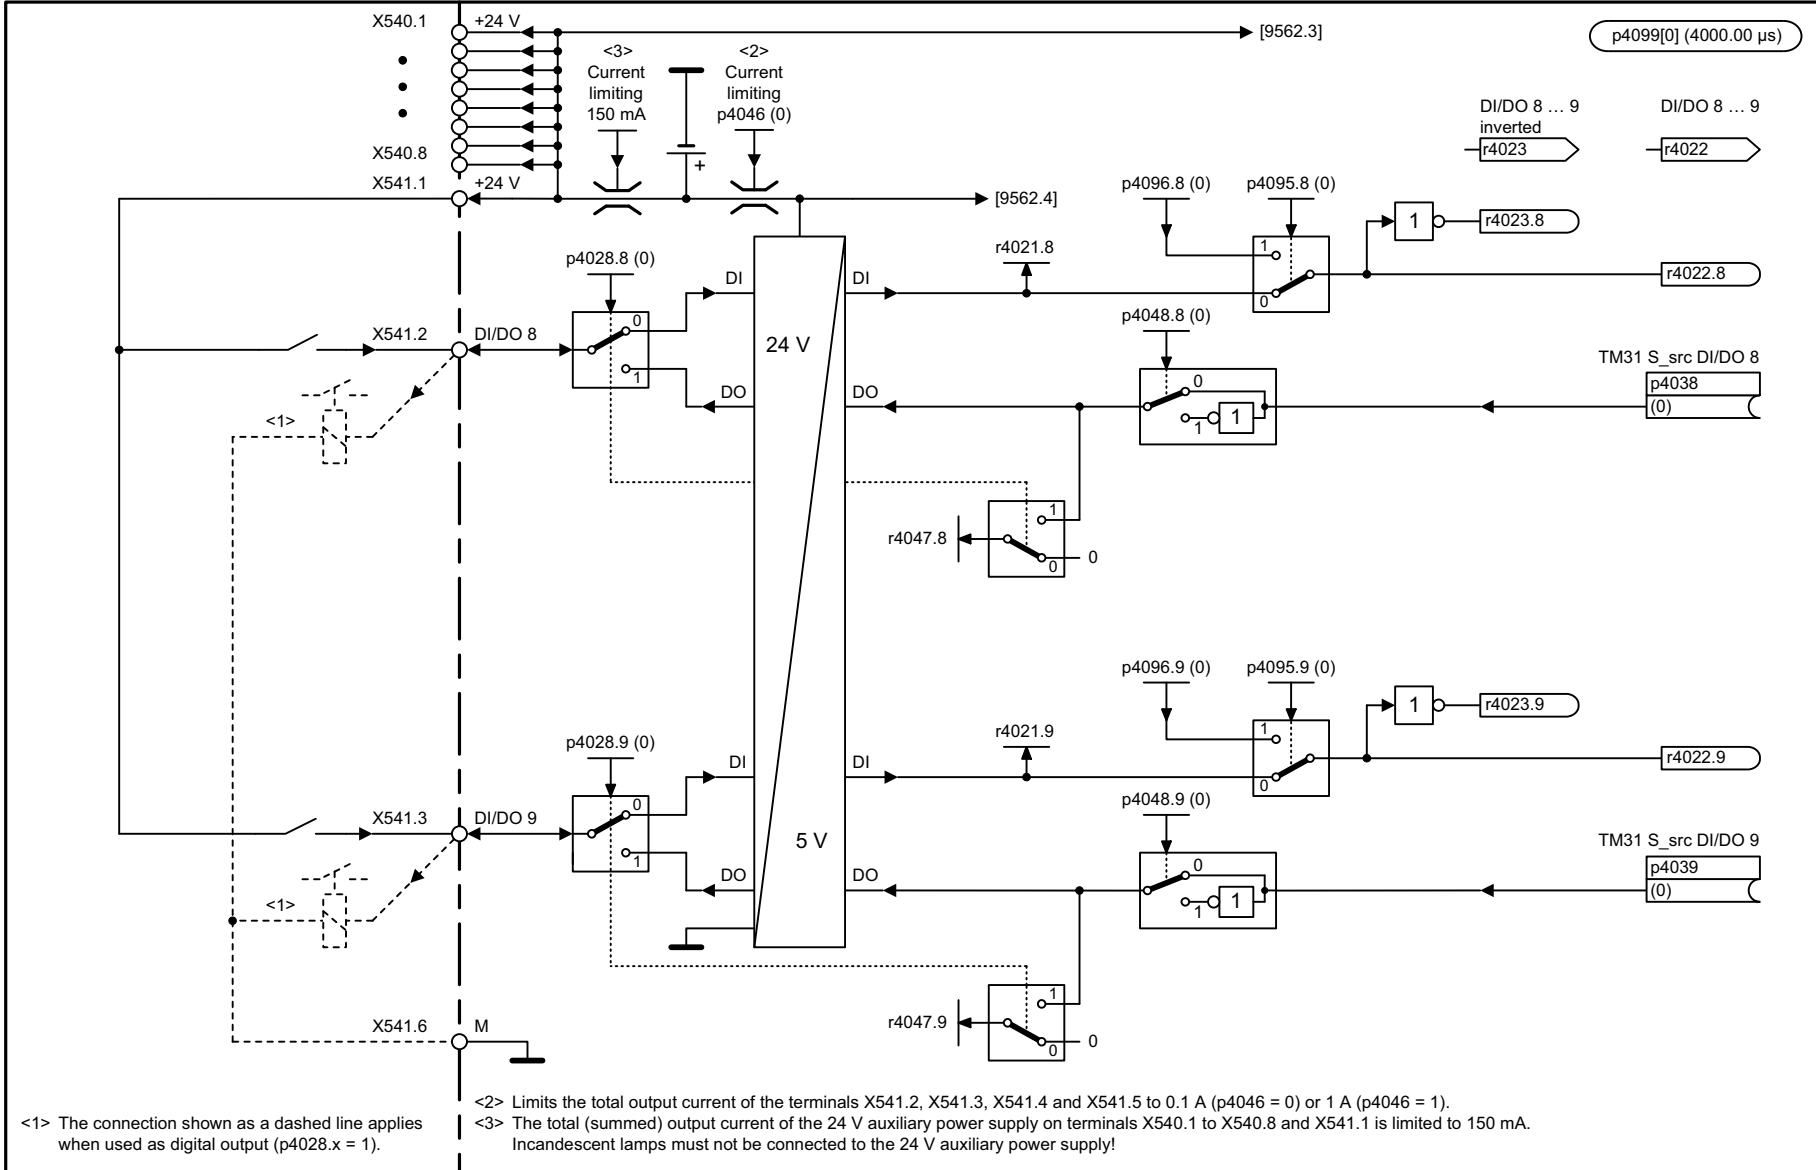 X540.1
+24 V
[9562.3]
p4099[0] (4000.00 µs)
<3>
Current
limiting
150 mA
<2>
Current
limiting
p4046 (0)
DI/DO 8 … 9
inverted
r4023
DI/DO 8 … 9
r4022
X540.8
+
X541.1
+24 V
[9562.4]
p4096.8 (0)
p4095.8 (0)
1
0
1
r4023.8
r4022.8
p4028.8 (0)
DI
DI
r4021.8
X541.2
DI/DO 8
0
1
24 V
p4048.8 (0)
DO
DO
0
1
1
TM31 S_src DI/DO 8
p4038
(0)
<1>
r4047.8
1
0
0
p4096.9 (0)
p4095.9 (0)
1
0
1
r4023.9
r4022.9
p4028.9 (0)
DI
DI
r4021.9
X541.3
DI/DO 9
0
1
5 V
p4048.9 (0)
DO
DO
0
1
1
TM31 S_src DI/DO 9
p4039
(0)
<1>
r4047.9
1
0
0
X541.6
M
<1> The connection shown as a dashed line applies
when used as digital output (p4028.x = 1).
<2> Limits the total output current of the terminals X541.2, X541.3, X541.4 and X541.5 to 0.1 A (p4046 = 0) or 1 A (p4046 = 1).
<3> The total (summed) output current of the 24 V auxiliary power supply on terminals X540.1 to X540.8 and X541.1 is limited to 150 mA.
Incandescent lamps must not be connected to the 24 V auxiliary power supply!